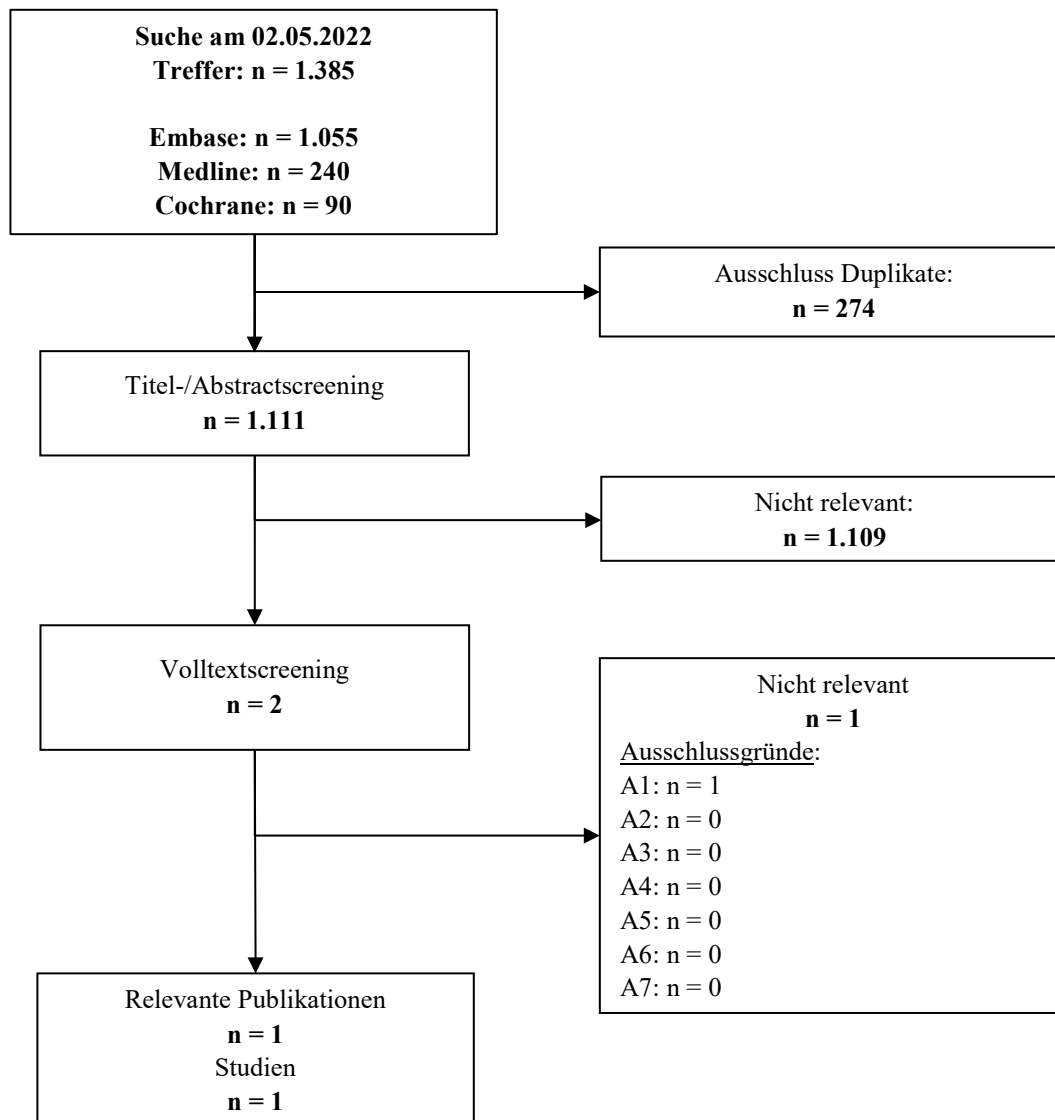 Suche am 02.05.2022
Treffer: n = 1.385
Embase: n = 1.055
Medline: n = 240
Cochrane: n = 90
Ausschluss Duplikate:
n = 274
Titel-/Abstractscreening
n = 1.111
Nicht relevant:
n = 1.109
Volltextscreening
n = 2
Nicht relevant
n = 1
Ausschlussgründe:
A1: n = 1
A2: n = 0
A3: n = 0
A4: n = 0
A5: n = 0
A6: n = 0
A7: n = 0
Relevante Publikationen
n = 1
Studien
n = 1